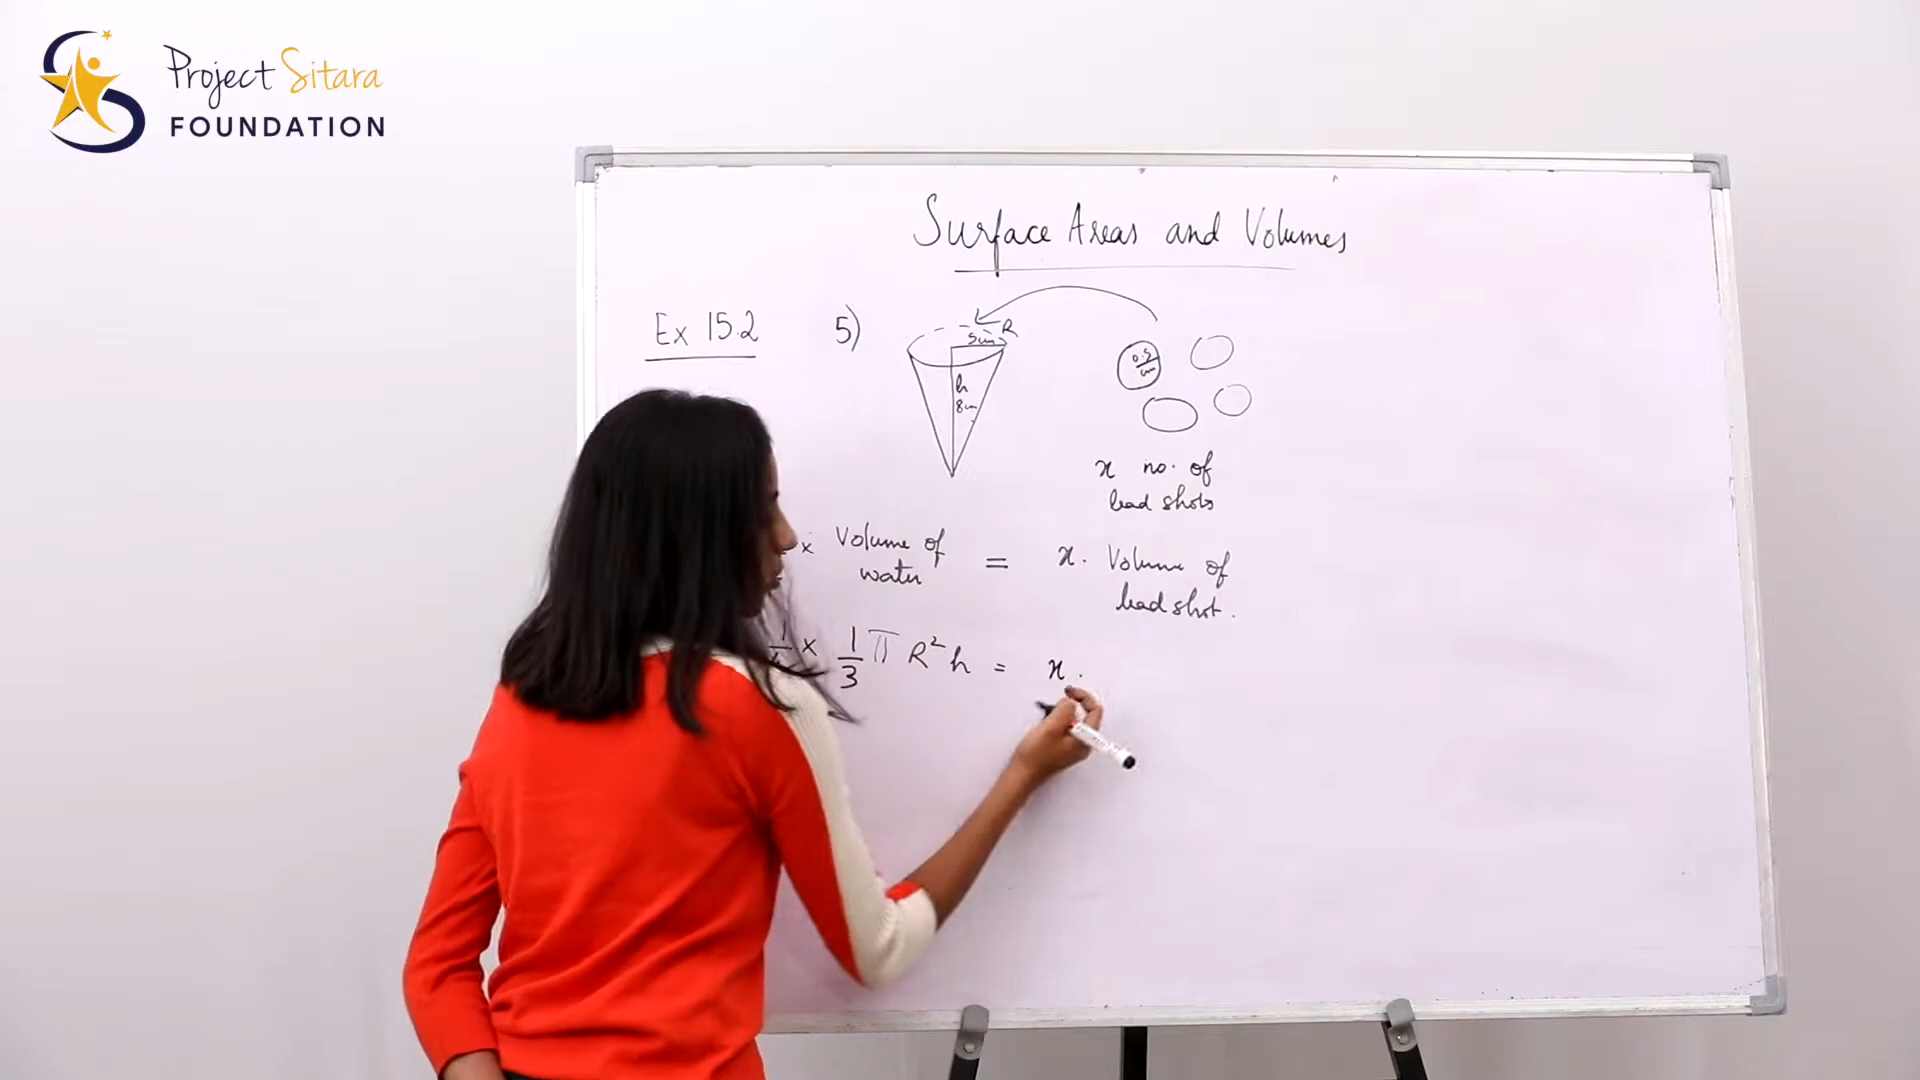 Project Sitara
FOUNDATION
Surface Areas and Volumes
Ex 15.2
5)
R
5cm
h
8cm
0.5
cm
x no. of
lead shots
x Volume of
water
=
x. Volume of
lead shot.
x 1/3 π R² h = x.